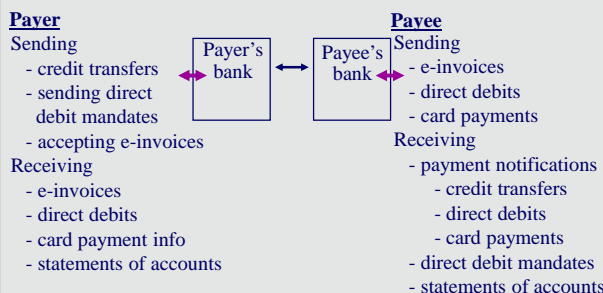 Payer
Sending
- credit transfers
- sending direct
debit mandates
- accepting e-invoices
Receiving
- e-invoices
- direct debits
- card payment info
- statements of accounts
Payer's
bank
Payee's
bank
Payee
Sending
- e-invoices
- direct debits
- card payments
Receiving
- payment notifications
- credit transfers
- direct debits
- card payments
- direct debit mandates
- statements of accounts